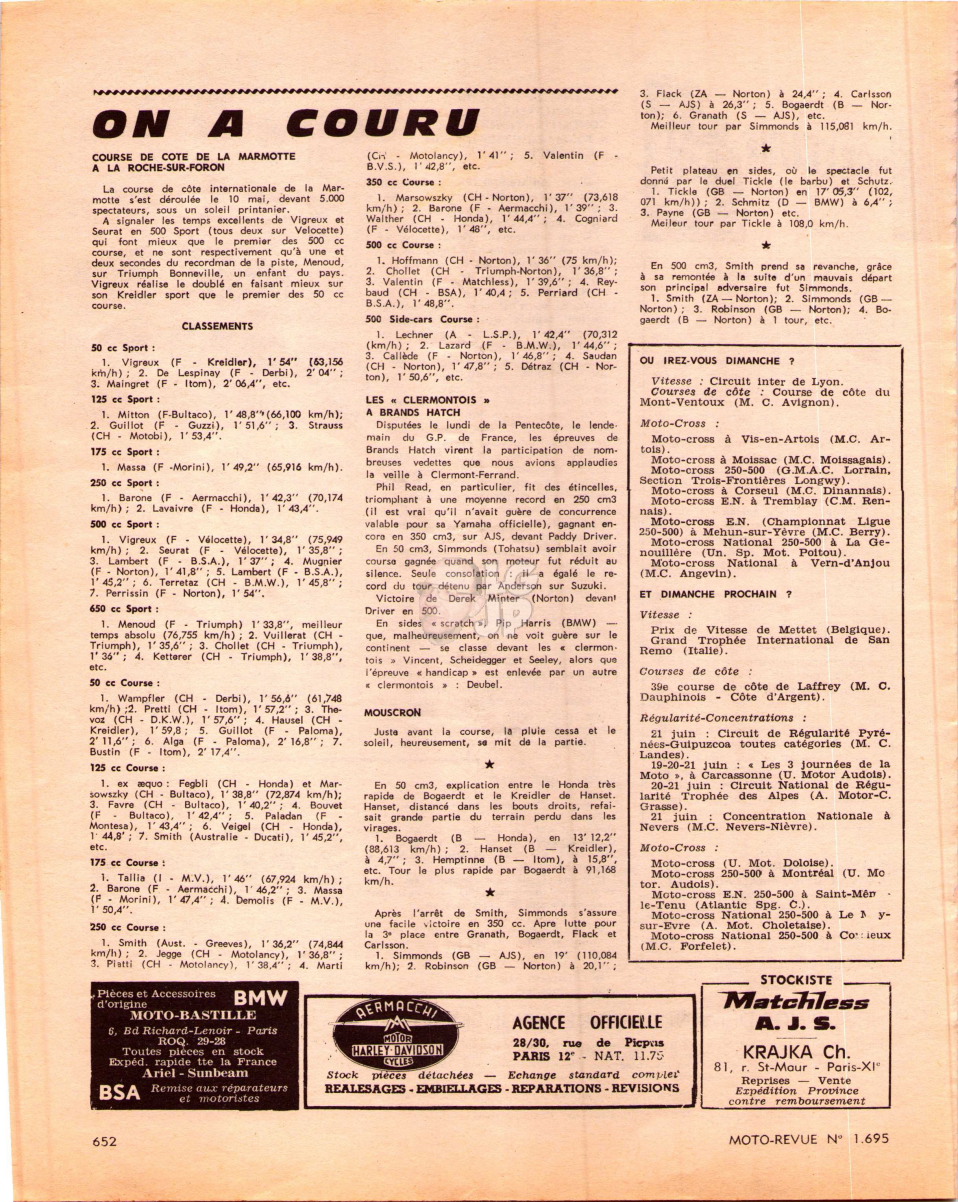 ON A COURU
COURSE DE COTE DE LA MARMOTTE
A LA ROCHE-SUR-FORON
La course de côte internationale de la Mar-
motte s'est déroulée le 10 mai, devant 5.000
spectateurs, sous un soleil printanier.
A signaler les temps excellents de Vigreux et
Seurat en 500 Sport (tous deux sur Velocette)
qui font mieux que le premier des 500 cc
course, et ne sont respectivement qu'à une et
deux secondes du recordman de la piste, Menoud,
sur Triumph Bonneville, un enfant du pays.
Vigreux réalise le doublé en faisant mieux sur
son Kreidler sport que le premier des 50 cc
course.
CLASSEMENTS
50 cc Sport :
1. Vigreux (F - Kreidler), 1' 54'' (63,156
km/h) ; 2. De Lespinay (F - Derbi), 2' 04'' ;
3. Maingret (F - Itom), 2' 06,4'', etc.
125 cc Sport :
1. Mitton (F-Bultaco), 1' 48,8'' (66,100 km/h);
2. Guillot (F - Guzzi), 1' 51,6'' ; 3. Strauss
(CH - Motobi), 1' 53,4''.
175 cc Sport :
1. Massa (F -Morini), 1' 49,2'' (65,916 km/h).
250 cc Sport :
1. Barone (F - Aermacchi), 1' 42,3'' (70,174
km/h) ; 2. Lavaivre (F - Honda), 1' 43,4''.
500 cc Sport :
1. Vigreux (F - Vélocette), 1' 34,8'' (75,949
km/h) ; 2. Seurat (F - Vélocette), 1' 35,8'' ;
3. Lambert (F - B.S.A.), 1' 37'' ; 4. Mugnier
(F - Norton), 1' 41,8'' ; 5. Lambert (F - B.S.A.),
1' 45,2'' ; 6. Terretaz (CH - B.M.W.), 1' 45,8'' ;
7. Perrissin (F - Norton), 1' 54''.
650 cc Sport :
1. Menoud (F - Triumph) 1' 33,8'', meilleur
temps absolu (76,755 km/h) ; 2. Vuillerat (CH -
Triumph), 1' 35,6'' ; 3. Chollet (CH - Triumph),
1' 36'' ; 4. Ketterer (CH - Triumph), 1' 38,8'',
etc.
50 cc Course :
1. Wampfler (CH - Derbi), 1' 56,6'' (61,748
km/h) ;2. Pretti (CH - Itom) 1' 57,2'' ; 3. The-
voz (CH - D.K.W.), 1' 57,6'' ; 4. Hausel (CH -
Kreidler), 1' 59,8 ; 5. Guillot (F - Paloma),
2' 11,6'' ; 6. Alga (F - Paloma), 2' 16,8'' ; 7.
Bustin (F - Itom), 2' 17,4''.
125 cc Course :
1. ex æquo : Fegbli (CH - Honda) et Mar-
sowszky (CH - Bultaco), 1' 38,8'' (72,874 km/h);
3. Favre (CH - Bultaco), 1' 40,2'' ; 4. Bouvet
(F - Bultaco), 1' 42,4'' ; 5. Paladan (F -
Montesa), 1' 43,4'' ; 6. Veigel (CH - Honda),
1' 44,8' ; 7. Smith (Australie - Ducati), 1' 45,2'',
etc.
175 cc Course :
1. Tallia (I - M.V.), 1' 46'' (67,924 km/h) ;
2. Barone (F - Aermacchi), 1' 46,2'' ; 3. Massa
(F - Morini), 1' 47,4'' ; 4. Demolis (F - M.V.),
1' 50,4''.
250 cc Course :
1. Smith (Aust. - Greeves), 1' 36,2'' (74,844
km/h) ; 2. Jegge (CH - Motolancy), 1' 36,8'' ;
3. Piatti (CH - Motolancy), 1' 38,4'' ; 4. Marti
(CH - Motolancy), 1' 41'' ; 5. Valentin (F -
B.V.S.), 1' 42,8'', etc.
350 cc Course :
1. Marsowszky (CH - Norton), 1' 37'' (73,618
km/h) ; 2. Barone (F - Aermacchi), 1' 39'' ; 3.
Walther (CH - Honda), 1' 44,4'' ; 4. Cogniard
(F - Vélocette), 1' 48'', etc.
500 cc Course :
1. Hoffmann (CH - Norton), 1' 36'' (75 km/h);
2. Chollet (CH - Triumph-Norton), 1' 36,8'' ;
3. Valentin (F - Matchless), 1' 39,6'' ; 4. Rey-
baud (CH - BSA), 1' 40,4 ; 5. Perriard (CH -
B.S.A.), 1' 48,8''.
500 Side-cars Course :
1. Lechner (A - L.S.P.), 1' 42,4'' (70,312
km/h) ; 2. Lazard (F - B.M.W.), 1' 44,6'' ;
3. Callède (F - Norton), 1' 46,8'' ; 4. Saudan
(CH - Norton), 1' 47,8'' ; 5. Détraz (CH - Nor-
ton), 1' 50,6'', etc.
LES « CLERMONTOIS »
A BRANDS HATCH
Disputées le lundi de la Pentecôte, le lende-
main du G.P. de France, les épreuves de
Brands Hatch virent la participation de nom-
breuses vedettes que nous avions applaudies
la veille à Clermont-Ferrand.
Phil Read, en particulier, fit des étincelles,
triomphant à une moyenne record en 250 cm3
(il est vrai qu'il n'avait guère de concurrence
valable pour sa Yamaha officielle), gagnant en-
core en 350 cm3, sur AJS, devant Paddy Driver.
En 50 cm3, Simmonds (Tohatsu) semblait avoir
course gagnée quand son moteur fut réduit au
silence. Seule consolation : il a égalé le re-
cord du tour détenu par Anderson sur Suzuki.
Victoire de Derek Minter (Norton) devant
Driver en 500.
En sides « scratch », Pip Harris (BMW) —
que, malheureusement, on ne voit guère sur le
continent — se classe devant les « clermon-
tois » Vincent, Scheidegger et Seeley, alors que
l'épreuve « handicap » est enlevée par un autre
« clermontois » : Deubel.
MOUSCRON
Juste avant la course, la pluie cessa et le
soleil, heureusement, se mit de la partie.
★
En 50 cm3, explication entre le Honda très
rapide de Bogaerdt et le Kreidler de Hanset.
Hanset, distancé dans les bouts droits, refai-
sait grande partie du terrain perdu dans les
virages.
1. Bogaerdt (B — Honda), en 13' 12,2''
(88,613 km/h) ; 2. Hanset (B — Kreidler),
à 4,7'' ; 3. Hemptinne (B — Itom), à 15,8'',
etc. Tour le plus rapide par Bogaerdt à 91,168
km/h.
★
Après l'arrêt de Smith, Simmonds s'assure
une facile victoire en 350 cc. Apre lutte pour
la 3e place entre Granath, Bogaerdt, Flack et
Carlsson.
1. Simmonds (GB — AJS), en 19' (110,084
km/h); 2. Robinson (GB — Norton) à 20,1'' ;
3. Flack (ZA — Norton) à 24,4'' ; 4. Carlsson
(S — AJS) à 26,3'' ; 5. Bogaerdt (B — Nor-
ton); 6. Granath (S — AJS), etc.
Meilleur tour par Simmonds à 115,081 km/h.
★
Petit plateau en sides, où le spectacle fut
donné par le duel Tickle (le barbu) et Schutz.
1. Tickle (GB — Norton) en 17' 05,3'' (102,
071 km/h)) ; 2. Schmitz (D — BMW) à 6,4'' ;
3. Payne (GB — Norton) etc.
Meileur tour par Tickle à 108,0 km/h.
★
En 500 cm3, Smith prend sa revanche, grâce
à sa remontée à la suite d'un mauvais départ
son principal adversaire fut Simmonds.
1. Smith (ZA — Norton); 2. Simmonds (GB —
Norton) ; 3. Robinson (GB — Norton); 4. Bo-
gaerdt (B — Norton) à 1 tour, etc.
OU IREZ-VOUS DIMANCHE ?
Vitesse : Circuit inter de Lyon.
Courses de côte : Course de côte du
Mont-Ventoux (M. C. Avignon).
Moto-Cross :
Moto-cross à Vis-en-Artois (M.C. Ar-
tois).
Moto-cross à Moissac (M.C. Moissagais).
Moto-cross 250-500 (G.M.A.C. Lorrain,
Section Trois-Frontières Longwy).
Moto-cross à Corseul (M.C. Dinannais).
Moto-cross E.N. à Tremblay (C.M. Ren-
nais).
Moto-cross E.N. (Championnat Ligue
250-500) à Mehun-sur-Yèvre (M.C. Berry).
Moto-cross National 250-500 à La Ge-
nouillère (Un. Sp. Mot. Poitou).
Moto-cross National à Vern-d'Anjou
(M.C. Angevin).
ET DIMANCHE PROCHAIN ?
Vitesse :
Prix de Vitesse de Mettet (Belgique).
Grand Trophée International de San
Remo (Italie).
Courses de côte :
39e course de côte de Laffrey (M. C.
Dauphinois - Côte d'Argent).
Régularité-Concentrations :
21 juin : Circuit de Régularité Pyré-
nées-Guipuzcoa toutes catégories (M. C.
Landes).
19-20-21 juin : « Les 3 journées de la
Moto », à Carcassonne (U. Motor Audois).
20-21 juin : Circuit National de Régu-
larité Trophée des Alpes (A. Motor-C.
Grasse).
21 juin : Concentration Nationale à
Nevers (M.C. Nevers-Nièvre).
Moto-Cross :
Moto-cross (U. Mot. Doloise).
Moto-cross 250-500 à Montréal (U. Mo
tor. Audois).
Moto-cross E.N. 250-500 à Saint-Mên -
le-Tenu (Atlantic Spg. C.).
Moto-cross National 250-500 à Le M y-
sur-Evre (A. Mot. Choletaise).
Moto-cross National 250-500 à
(M.C. Forfelet).
Pièces et Accessoires
d'origine BMW
MOTO-BASTILLE
6, Bd Richard-Lenoir - Paris
ROQ. 29-28
Toutes pièces en stock
Expéd. rapide tte la France
Ariel - Sunbeam
BSA Remise aux réparateurs
et motoristes
AERMACCHI
MOTOR
HARLEY-DAVIDSON
CYCLES
AGENCE OFFICIELLE
28/30, rue de Picpus
PARIS 12e - NAT. 11.75
Stock pièces détachées — Echange standard complet
REALESAGES - EMBIELLAGES - REPARATIONS - REVISIONS
STOCKISTE
Matchless
A. J. S.
KRAJKA Ch.
81, r. St-Maur - Paris-XIe
Reprises — Vente
Expédition Province
contre remboursement
652
MOTO-REVUE N° 1.695